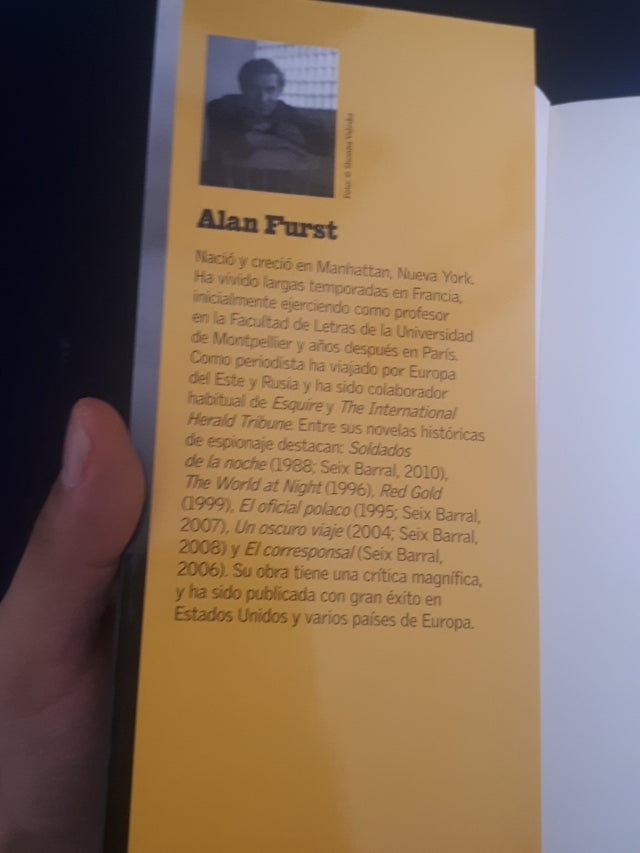 Foto: © Shonna Valeska
Alan Furst
Nació y creció en Manhattan, Nueva York.
Ha vivido largas temporadas en Francia,
inicialmente ejerciendo como profesor
en la Facultad de Letras de la Universidad
de Montpellier y años después en París.
Como periodista ha viajado por Europa
del Este y Rusia y ha sido colaborador
habitual de Esquire y The International
Herald Tribune. Entre sus novelas históricas
de espionaje destacan: Soldados
de la noche (1988; Seix Barral, 2010),
The World at Night (1996), Red Gold
(1999), El oficial polaco (1995; Seix Barral,
2007), Un oscuro viaje (2004; Seix Barral,
2008) y El corresponsal (Seix Barral,
2006). Su obra tiene una crítica magnífica,
y ha sido publicada con gran éxito en
Estados Unidos y varios países de Europa.